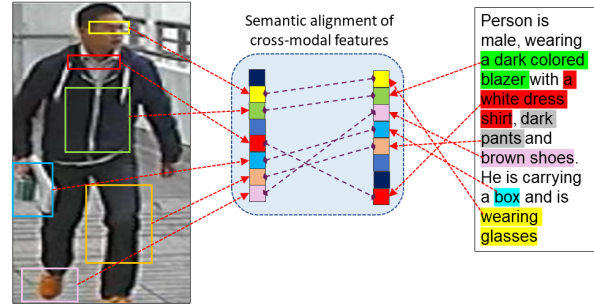 Semantic alignment of
cross-modal features
Person is
male, wearing
a dark colored
blazer with a
white dress
shirt, dark
pants and
brown shoes.
He is carrying
a box and is
wearing
glasses